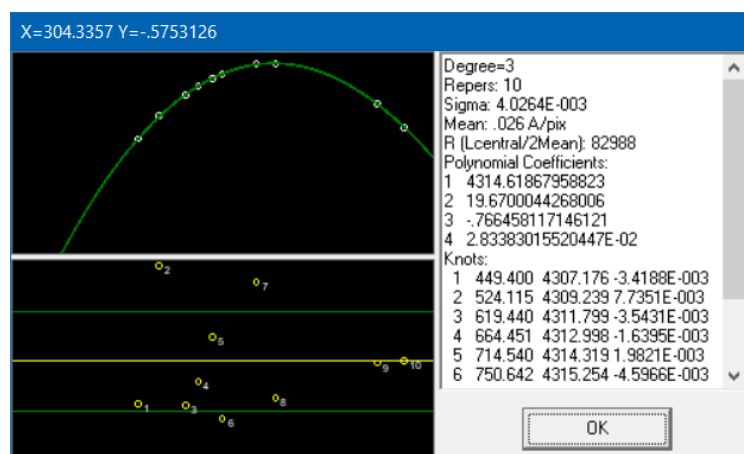 X=304.3357 Y=-.5753126
Degree=3
Repers: 10
Sigma: 4.0264E-003
Mean: .026 A/pix
R (Lcentral/2Mean): 82988
Polynomial Coefficients:
1 4314.61867958823
2 19.6700044268006
3 -.766458117146121
4 2.83383015520447E-02
Knots:
1 449.400 4307.176 -3.4188E-003
2 524.115 4309.239 7.7351E-003
3 619.440 4311.799 -3.5431E-003
4 664.451 4312.998 -1.6395E-003
5 714.540 4314.319 1.9821E-003
6 750.642 4315.254 -4.5966E-003
2
7
5
9
10
4
8
1
3
6
OK